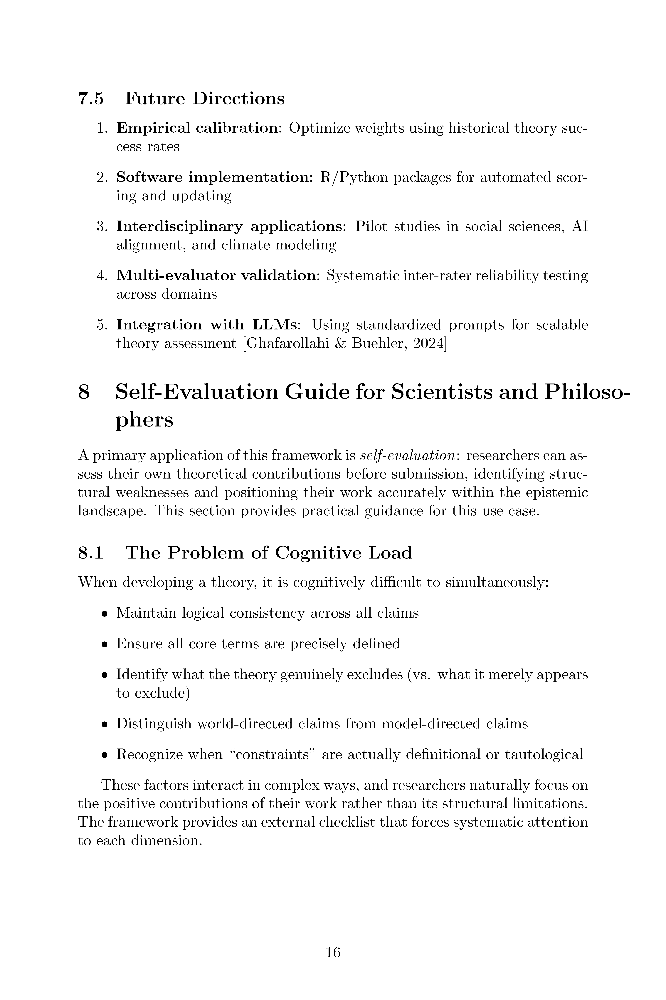 7.5 Future Directions
1. Empirical calibration: Optimize weights using historical theory suc-
cess rates
2. Software implementation: R/Python packages for automated scor-
ing and updating
3. Interdisciplinary applications: Pilot studies in social sciences, AI
alignment, and climate modeling
4. Multi-evaluator validation: Systematic inter-rater reliability testing
across domains
5. Integration with LLMs: Using standardized prompts for scalable
theory assessment [Ghafarollahi & Buehler, 2024]
8 Self-Evaluation Guide for Scientists and Philoso-
phers
A primary application of this framework is self-evaluation: researchers can as-
sess their own theoretical contributions before submission, identifying struc-
tural weaknesses and positioning their work accurately within the epistemic
landscape. This section provides practical guidance for this use case.
8.1 The Problem of Cognitive Load
When developing a theory, it is cognitively difficult to simultaneously:
• Maintain logical consistency across all claims
• Ensure all core terms are precisely defined
• Identify what the theory genuinely excludes (vs. what it merely appears
to exclude)
• Distinguish world-directed claims from model-directed claims
• Recognize when “constraints” are actually definitional or tautological
These factors interact in complex ways, and researchers naturally focus on
the positive contributions of their work rather than its structural limitations.
The framework provides an external checklist that forces systematic attention
to each dimension.
16